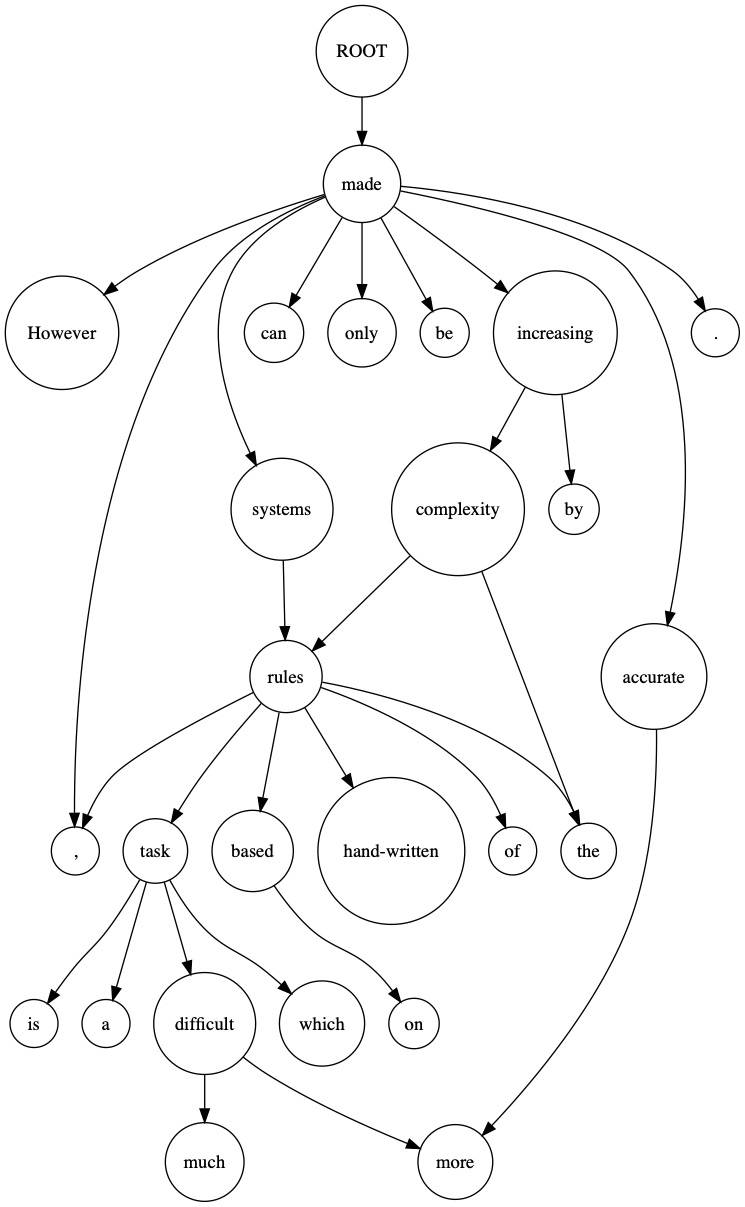 ROOT
made
However
can
only
be
increasing
.
systems
complexity
by
rules
accurate
,
task
based
hand-written
of
the
is
a
difficult
which
on
much
more